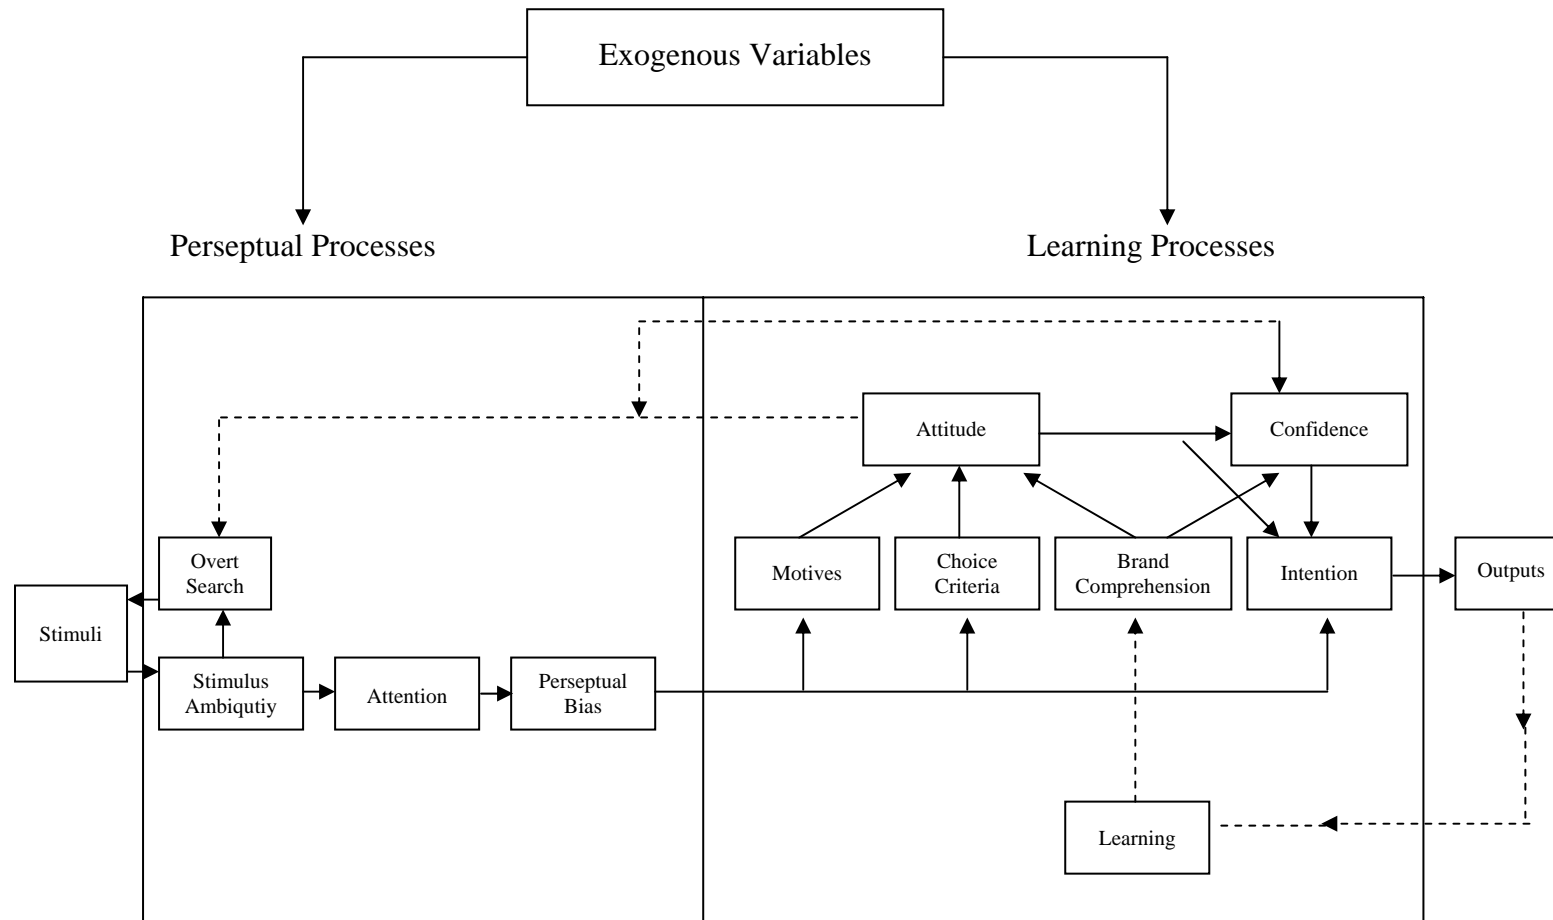 Exogenous Variables
Perseptual Processes
Learning Processes
Attitude
Confidence
Overt
Search
Motives
Choice
Criteria
Brand
Comprehension
Intention
Outputs
Stimuli
Stimulus
Ambiqutiy
Attention
Perseptual
Bias
Learning